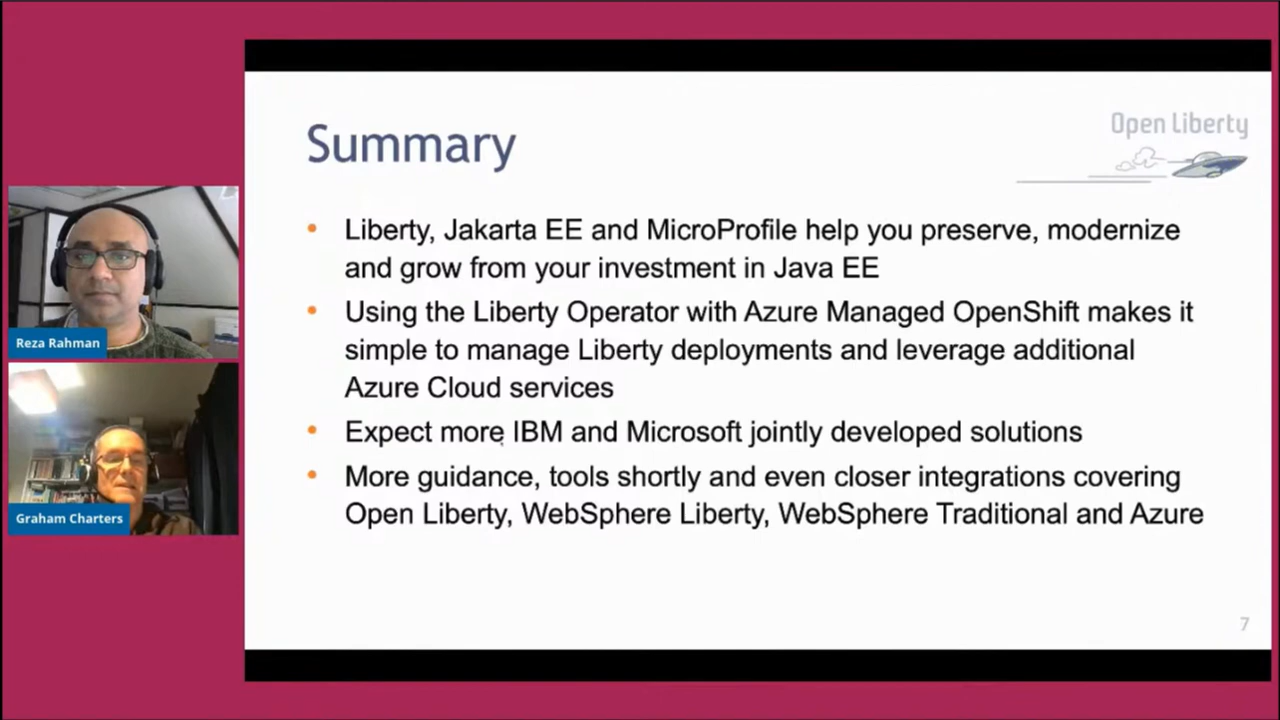 Summary
Open Liberty
Liberty, Jakarta EE and MicroProfile help you preserve, modernize
and grow from your investment in Java EE
Using the Liberty Operator with Azure Managed OpenShift makes it
simple to manage Liberty deployments and leverage additional
Azure Cloud services
Expect more IBM and Microsoft jointly developed solutions
More guidance, tools shortly and even closer integrations covering
Open Liberty, WebSphere Liberty, WebSphere Traditional and Azure
7
Reza Rahman
Graham Charters